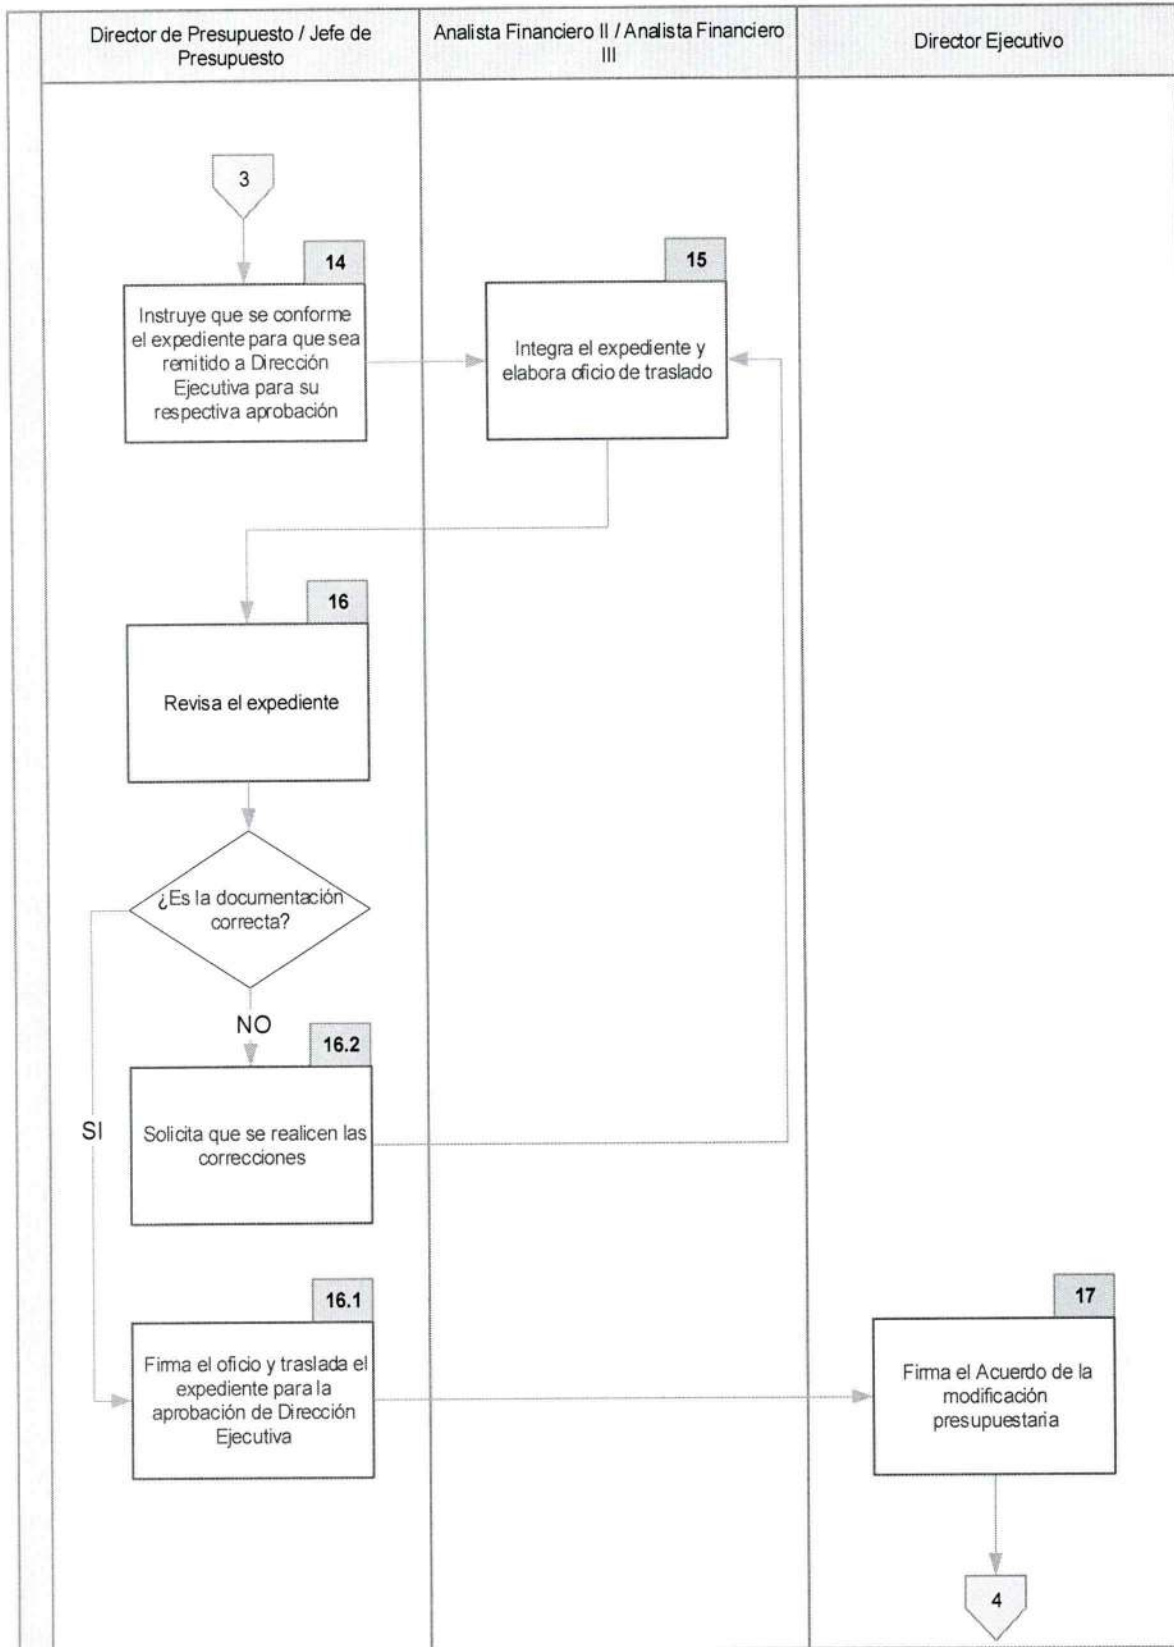 Director de Presupuesto / Jefe de
Presupuesto
Analista Financiero II / Analista Financiero
III
Director Ejecutivo
3
14
Instruye que se conforme
el expediente para que sea
remitido a Dirección
Ejecutiva para su
respectiva aprobación
15
Integra el expediente y
elabora oficio de traslado
16
Revisa el expediente
¿Es la documentación
correcta?
NO
16.2
SI
Solicita que se realicen las
correcciones
16.1
Firma el oficio y traslada el
expediente para la
aprobación de Dirección
Ejecutiva
17
Firma el Acuerdo de la
modificación
presupuestaria
4